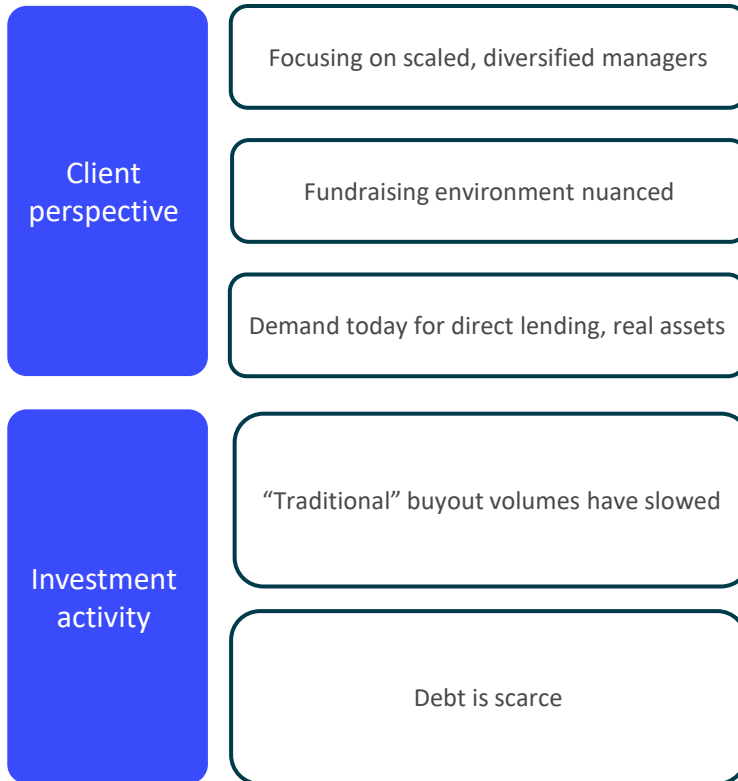 Client
perspective
Focusing on scaled, diversified managers
Fundraising environment nuanced
Demand today for direct lending, real assets
Investment
activity
“Traditional” buyout volumes have slowed
Debt is scarce